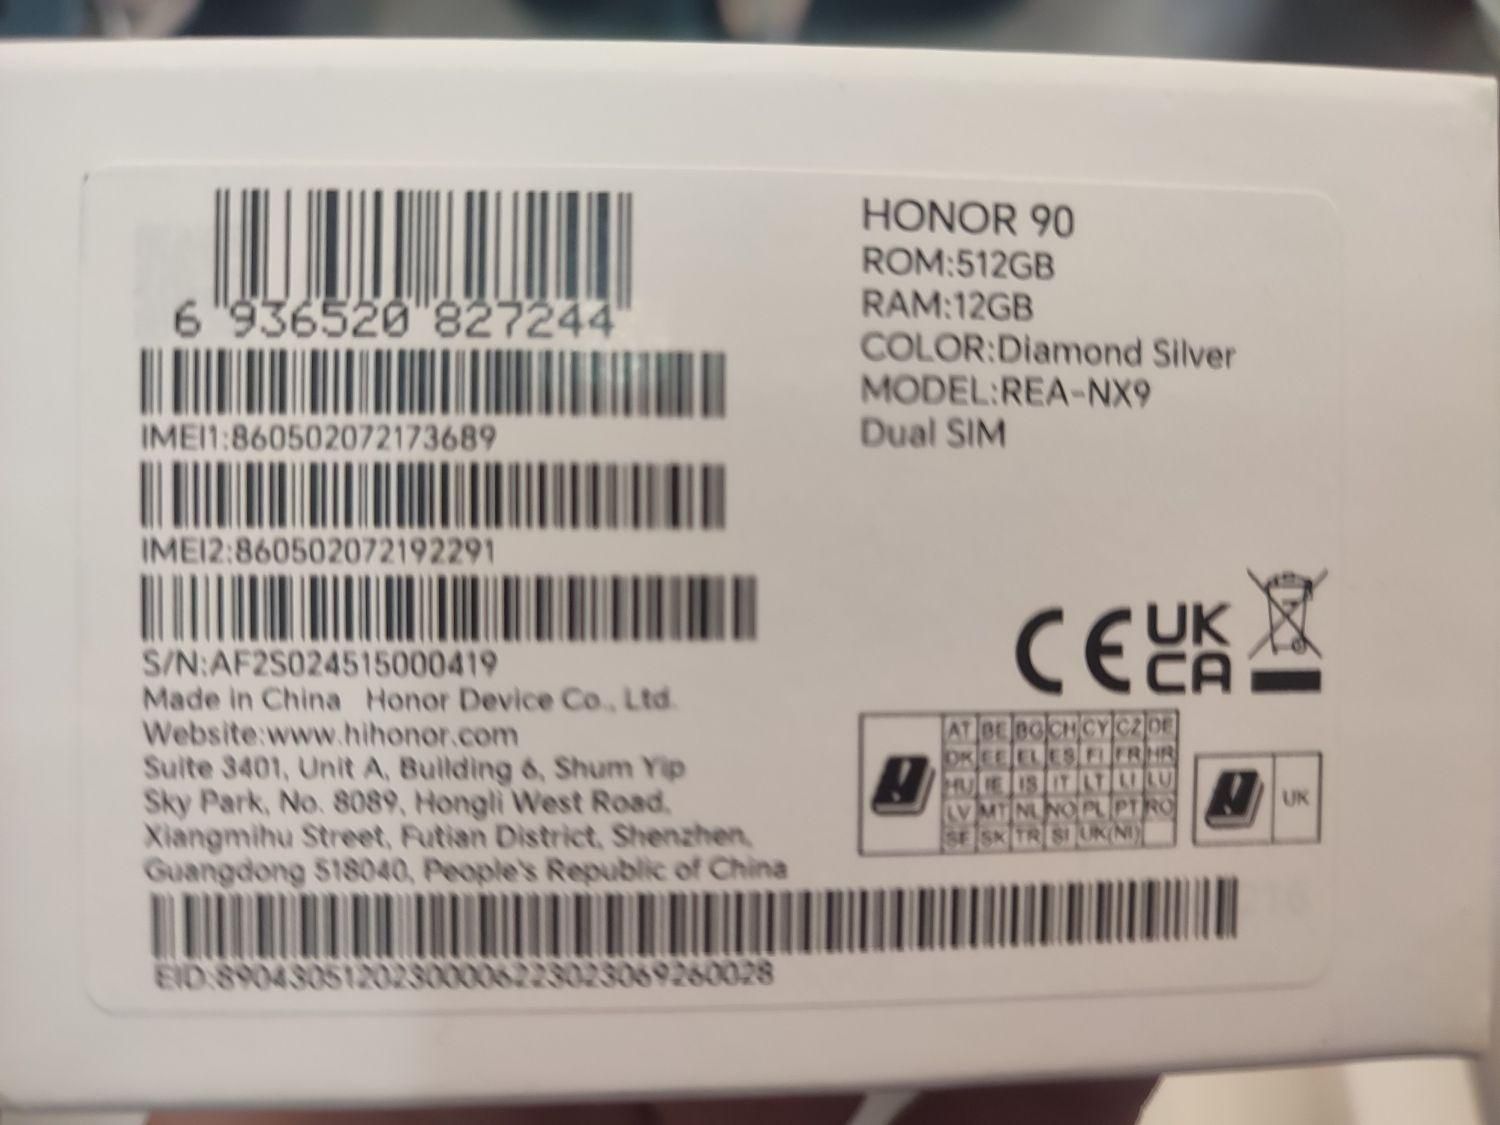 6 936520 827244
IMEI1:860502072173689
IMEI2:860502072192291
S/N:AF2S024515000419
Made in China Honor Device Co., Ltd.
Website:www.hihonor.com
Suite 3401, Unit A, Building 6, Shum Yip
Sky Park, No. 8089, Hongli West Road,
Xiangmihu Street, Futian District, Shenzhen,
Guangdong 518040, People's Republic of China
EID:89043051202300006223023069260028
HONOR 90
ROM:512GB
RAM:12GB
COLOR:Diamond Silver
MODEL:REA-NX9
Dual SIM
CE UK
CA
AT BE BG CH CY CZ DE
DK EE EL ES FI FR HR
HU IE IS IT LT LI LU
LV MT NL NO PL PT RO
SE SK TR SI UK(NI)
UK